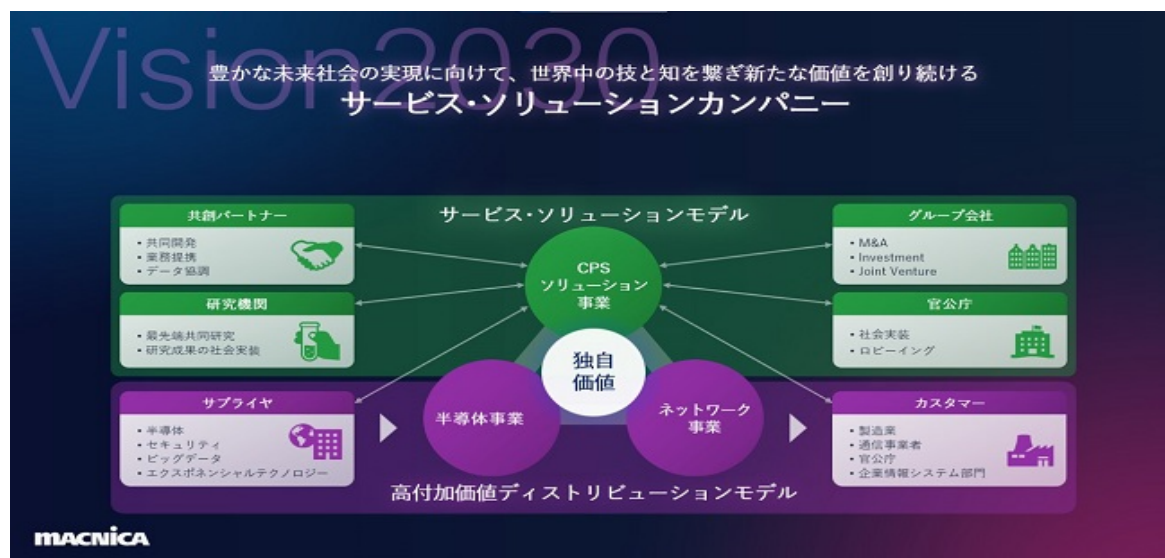 Vision2030
豊かな未来社会の実現に向けて、世界中の技と知を繋ぎ新たな価値を創り続ける
サービス・ソリューションカンパニー
サービス・ソリューションモデル
共創パートナー
• 共同開発
• 業務提携
• データ協調
研究機関
• 最先端共同研究
• 研究成果の社会実装
CPS
ソリューション
事業
グループ会社
• M&A
• Investment
• Joint Venture
官公庁
• 社会実装
• ロビーイング
独自
価値
サプライヤ
• 半導体
• セキュリティ
• ビッグデータ
• エクスポネンシャルテクノロジー
半導体事業
ネットワーク
事業
カスタマー
• 製造業
• 通信事業者
• 官公庁
• 企業情報システム部門
高付加価値ディストリビューションモデル
macnica